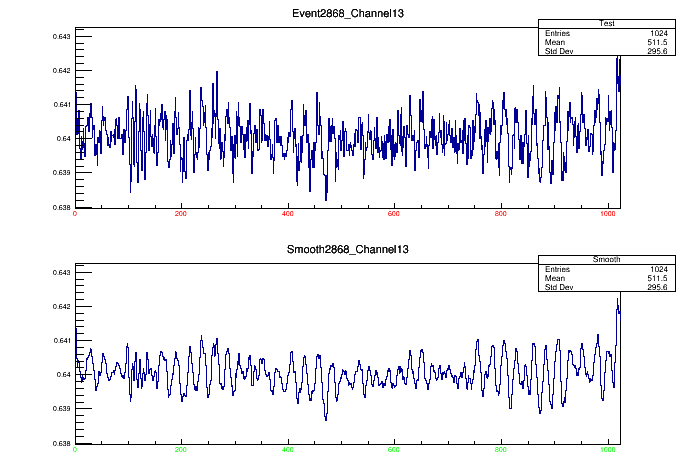 Event2868_Channel13
Test
Entries 1024
Mean 511.5
Std Dev 295.6
0.643
0.642
0.641
0.64
0.639
0.638
0 200 400 600 800 1000
Smooth2868_Channel13
Smooth
Entries 1024
Mean 511.5
Std Dev 295.6
0.643
0.642
0.641
0.64
0.639
0.638
0 200 400 600 800 1000